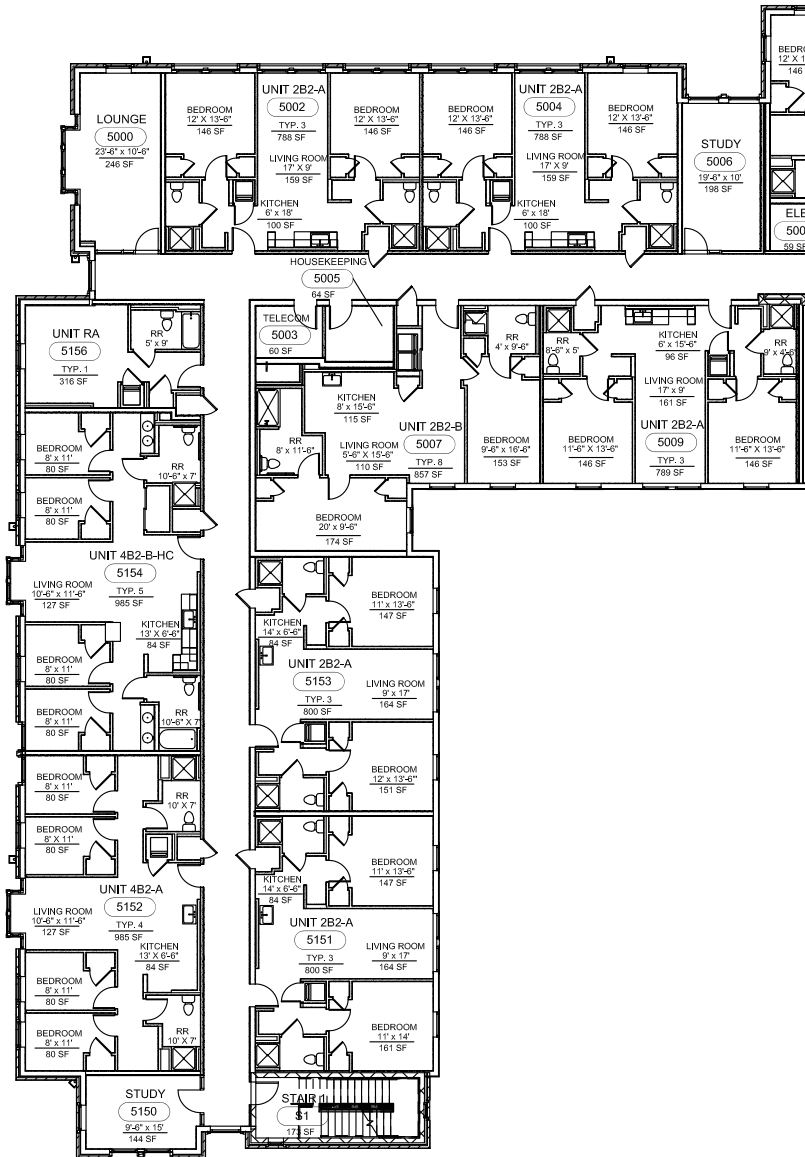 LOUNGE
5000
23'-6" x 10'-6"
246 SF
BEDROOM
12' X 13'-6"
146 SF
UNIT 2B2-A
5002
TYP. 3
788 SF
LIVING ROOM
17' X 9'
159 SF
KITCHEN
6' x 18'
100 SF
BEDROOM
12' X 13'-6"
146 SF
BEDROOM
12' X 13'-6"
146 SF
UNIT 2B2-A
5004
TYP. 3
788 SF
LIVING ROOM
17' X 9'
159 SF
KITCHEN
6' x 18'
100 SF
BEDROOM
12' X 13'-6"
146 SF
STUDY
5006
19'-6" x 10'
198 SF
BEDRO
12' X 1
146
ELE
500
59 SF
HOUSEKEEPING
5005
64 SF
TELECOM
5003
60 SF
UNIT RA
5156
TYP. 1
316 SF
RR
5' x 9'
KITCHEN
8' x 15'-6"
115 SF
RR
8' x 11'-6"
LIVING ROOM
5'-6" X 15'-6"
110 SF
UNIT 2B2-B
5007
TYP. 8
857 SF
RR
4' x 9'-6"
BEDROOM
9'-6" x 16'-6"
153 SF
BEDROOM
20' x 9'-6"
174 SF
RR
8'-6" x 5'
KITCHEN
6' x 15'-6"
96 SF
RR
9' x 4'-6"
LIVING ROOM
17' x 9'
161 SF
UNIT 2B2-A
5009
TYP. 3
789 SF
BEDROOM
11'-6" X 13'-6"
146 SF
BEDROOM
11'-6" X 13'-6"
146 SF
BEDROOM
8' x 11'
80 SF
RR
10'-6" x 7'
BEDROOM
8' x 11'
80 SF
UNIT 4B2-B-HC
5154
TYP. 5
985 SF
LIVING ROOM
10'-6" x 11'-6"
127 SF
KITCHEN
13' X 6'-6"
84 SF
BEDROOM
8' x 11'
80 SF
BEDROOM
8' x 11'
80 SF
RR
10'-6" X 7'
BEDROOM
11' x 13'-6"
147 SF
KITCHEN
14' x 6'-6"
84 SF
UNIT 2B2-A
5153
TYP. 3
800 SF
LIVING ROOM
9' x 17'
164 SF
BEDROOM
12' x 13'-6"
151 SF
BEDROOM
8' x 11'
80 SF
RR
10' X 7'
BEDROOM
8' X 11'
80 SF
UNIT 4B2-A
5152
TYP. 4
985 SF
LIVING ROOM
10'-6" x 11'-6"
127 SF
KITCHEN
13' X 6'-6"
84 SF
BEDROOM
8' x 11'
80 SF
BEDROOM
8' x 11'
80 SF
RR
10' X 7'
BEDROOM
11' x 13'-6"
147 SF
KITCHEN
14' x 6'-6"
84 SF
UNIT 2B2-A
5151
TYP. 3
800 SF
LIVING ROOM
9' x 17'
164 SF
BEDROOM
11' x 14'
161 SF
STUDY
5150
9'-6" x 15'
144 SF
STAIR 1
S1
173 SF